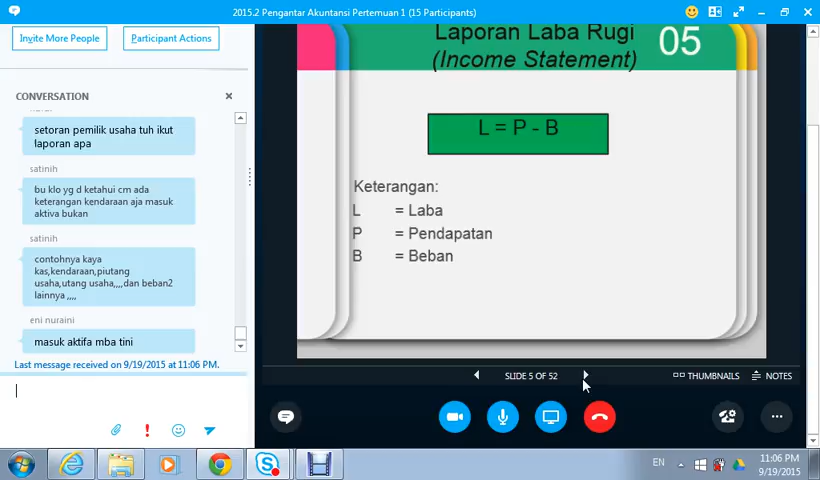 2015.2 Pengantar Akuntansi Pertemuan 1 (15 Participants)
Invite More People
Participant Actions
CONVERSATION
setoran pemilik usaha tuh ikut
laporan apa
satinih
bu klo yg d ketahui cm ada
keterangan kendaraan aja masuk
aktiva bukan
satinih
contohnya kaya
kas,kendaraan,piutang
usaha,utang usaha,,,,dan beban2
lainnya ,,,,
eni nuraini
masuk aktifa mba tini
Last message received on 9/19/2015 at 11:06 PM.
Laporan Laba Rugi
(Income Statement)
05
L = P - B
Keterangan:
L = Laba
P = Pendapatan
B = Beban
SLIDE 5 OF 52
THUMBNAILS
NOTES
EN
11:06 PM
9/19/2015